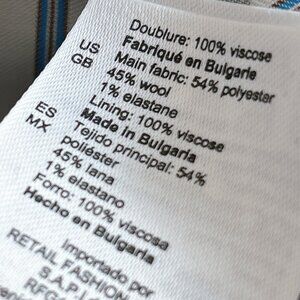 Doublure: 100% viscose
Fabriqué en Bulgarie
US Main fabric: 54% polyester
GB 45% wool
1% elastane
Lining: 100% viscose
Made in Bulgaria
ES Tejido principal: 54%
MX poliéster
45% lana
1% elastano
Forro: 100% viscosa
Hecho en Bulgaria
Importado por
RETAIL FASHION
S.A.P.I.